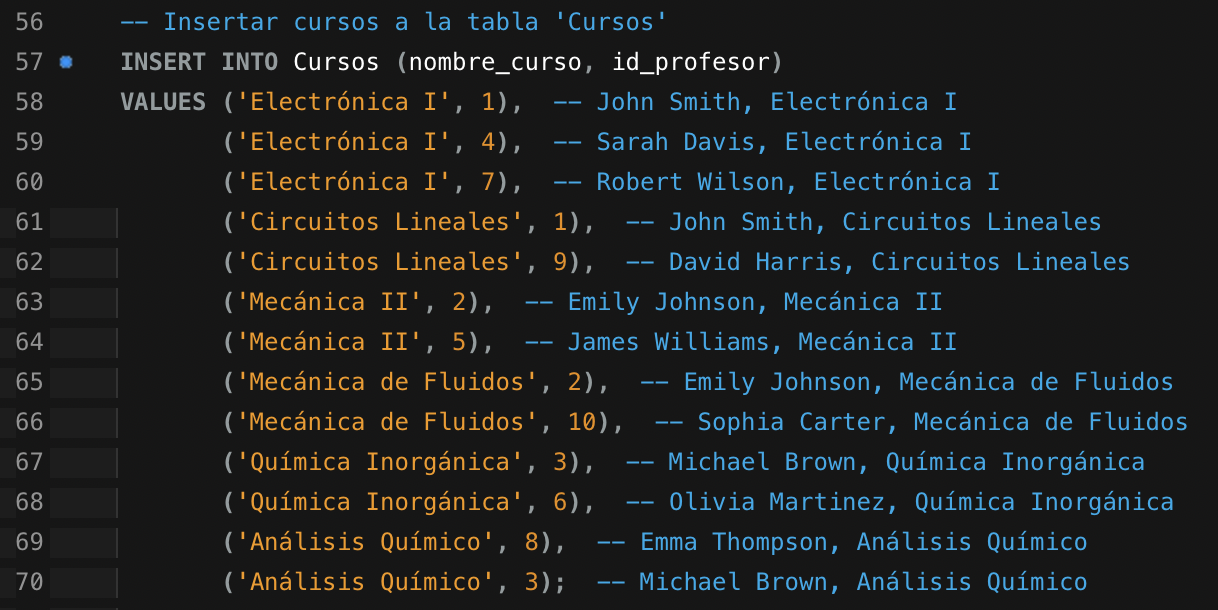 56 -- Insertar cursos a la tabla 'Cursos'
57 INSERT INTO Cursos (nombre_curso, id_profesor)
58 VALUES ('Electrónica I', 1), -- John Smith, Electrónica I
59 ('Electrónica I', 4), -- Sarah Davis, Electrónica I
60 ('Electrónica I', 7), -- Robert Wilson, Electrónica I
61 ('Circuitos Lineales', 1), -- John Smith, Circuitos Lineales
62 ('Circuitos Lineales', 9), -- David Harris, Circuitos Lineales
63 ('Mecánica II', 2), -- Emily Johnson, Mecánica II
64 ('Mecánica II', 5), -- James Williams, Mecánica II
65 ('Mecánica de Fluidos', 2), -- Emily Johnson, Mecánica de Fluidos
66 ('Mecánica de Fluidos', 10), -- Sophia Carter, Mecánica de Fluidos
67 ('Química Inorgánica', 3), -- Michael Brown, Química Inorgánica
68 ('Química Inorgánica', 6), -- Olivia Martinez, Química Inorgánica
69 ('Análisis Químico', 8), -- Emma Thompson, Análisis Químico
70 ('Análisis Químico', 3); -- Michael Brown, Análisis Químico